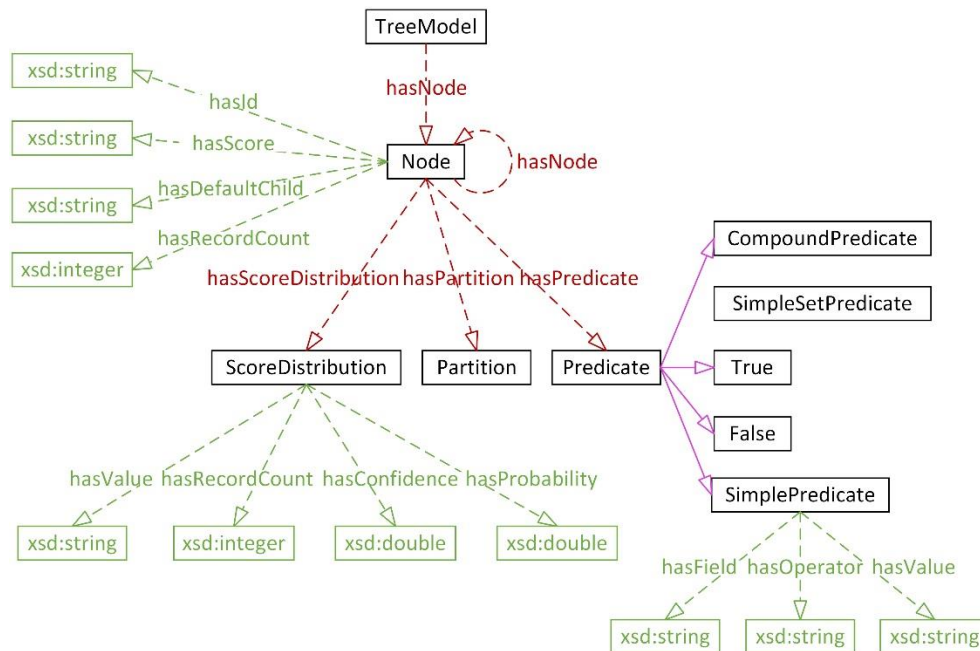 TreeModel
xsd:string
hasNode
hasId
xsd:string
hasScore
Node
hasNode
xsd:string
hasDefaultChild
hasRecordCount
xsd:integer
CompoundPredicate
hasScoreDistribution
hasPartition
hasPredicate
SimpleSetPredicate
ScoreDistribution
Partition
Predicate
True
False
hasValue
hasRecordCount
hasConfidence
hasProbability
SimplePredicate
xsd:string
xsd:integer
xsd:double
xsd:double
hasField
hasOperator
hasValue
xsd:string
xsd:string
xsd:string